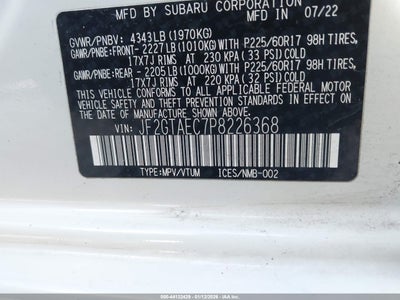 MFD BY SUBARU CORPORATION
IN 07/22
GVWR/PNBV: 4343LB (1970KG)
GAWR/PNBE:FRONT- 2227LB(1010KG)WITH P225/60R17 98H TIRES,
17X7J RIMS AT 230 KPA (33 PSI) COLD
GAWR/PNBE:REAR - 2205LB(1000KG)WITH P225/60R17 98H TIRES,
17X7J RIMS AT 220 KPA (32 PSI) COLD
THIS VEHICLE CONFORMS TO ALL APPLICABLE
FEDERAL MOTOR VEHICLE SAFETY, BUMPER, AND
THEFT PREVENTION STANDARDS IN EFFECT ON THE
DATE OF MANUFACTURE SHOWN ABOVE.
VIN: JF2GTAEC7P8226368
TYPE:MPV/VTUM ICES/NMB-002